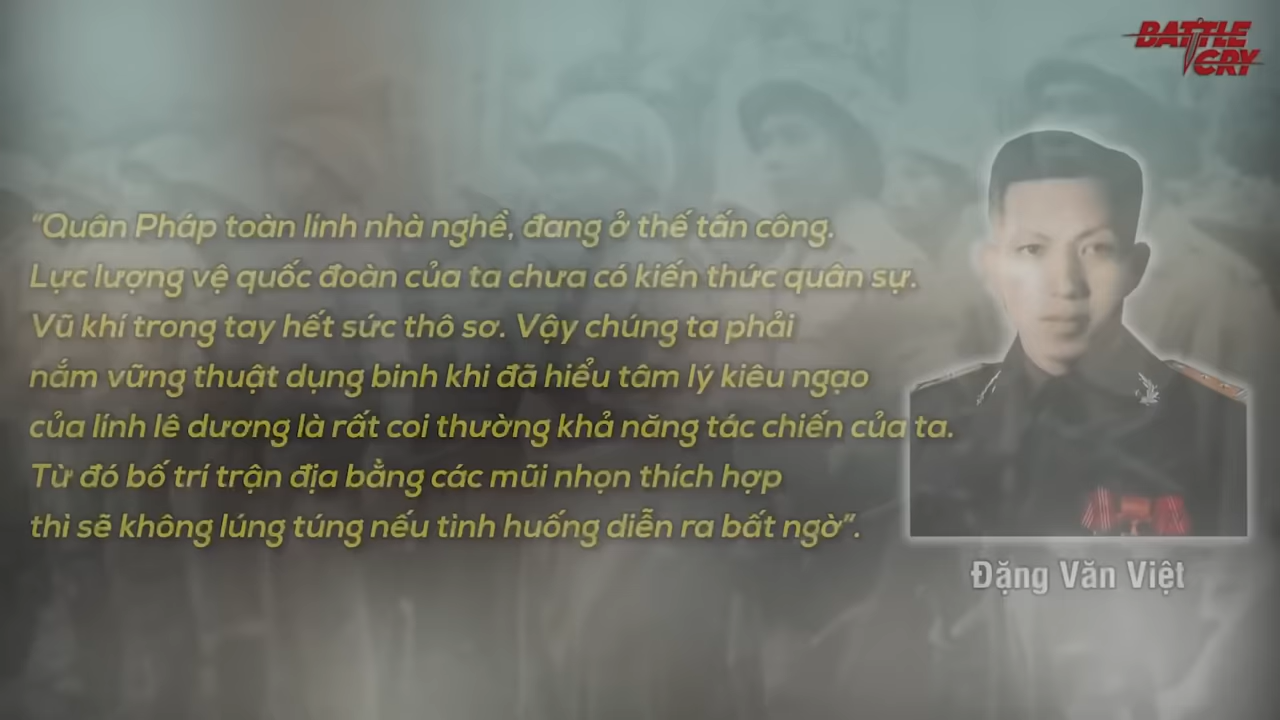 BATTLE
CRY
“Quân Pháp toàn lính nhà nghề, đang ở thế tấn công.
Lực lượng vệ quốc đoàn của ta chưa có kiến thức quân sự.
Vũ khí trong tay hết sức thô sơ. Vậy chúng ta phải
nắm vững thuật dụng binh khi đã hiểu tâm lý kiêu ngạo
của lính lê dương là rất coi thường khả năng tác chiến của ta.
Từ đó bố trí trận địa bằng các mũi nhọn thích hợp
thì sẽ không lúng túng nếu tình huống diễn ra bất ngờ”.
Đặng Văn Việt